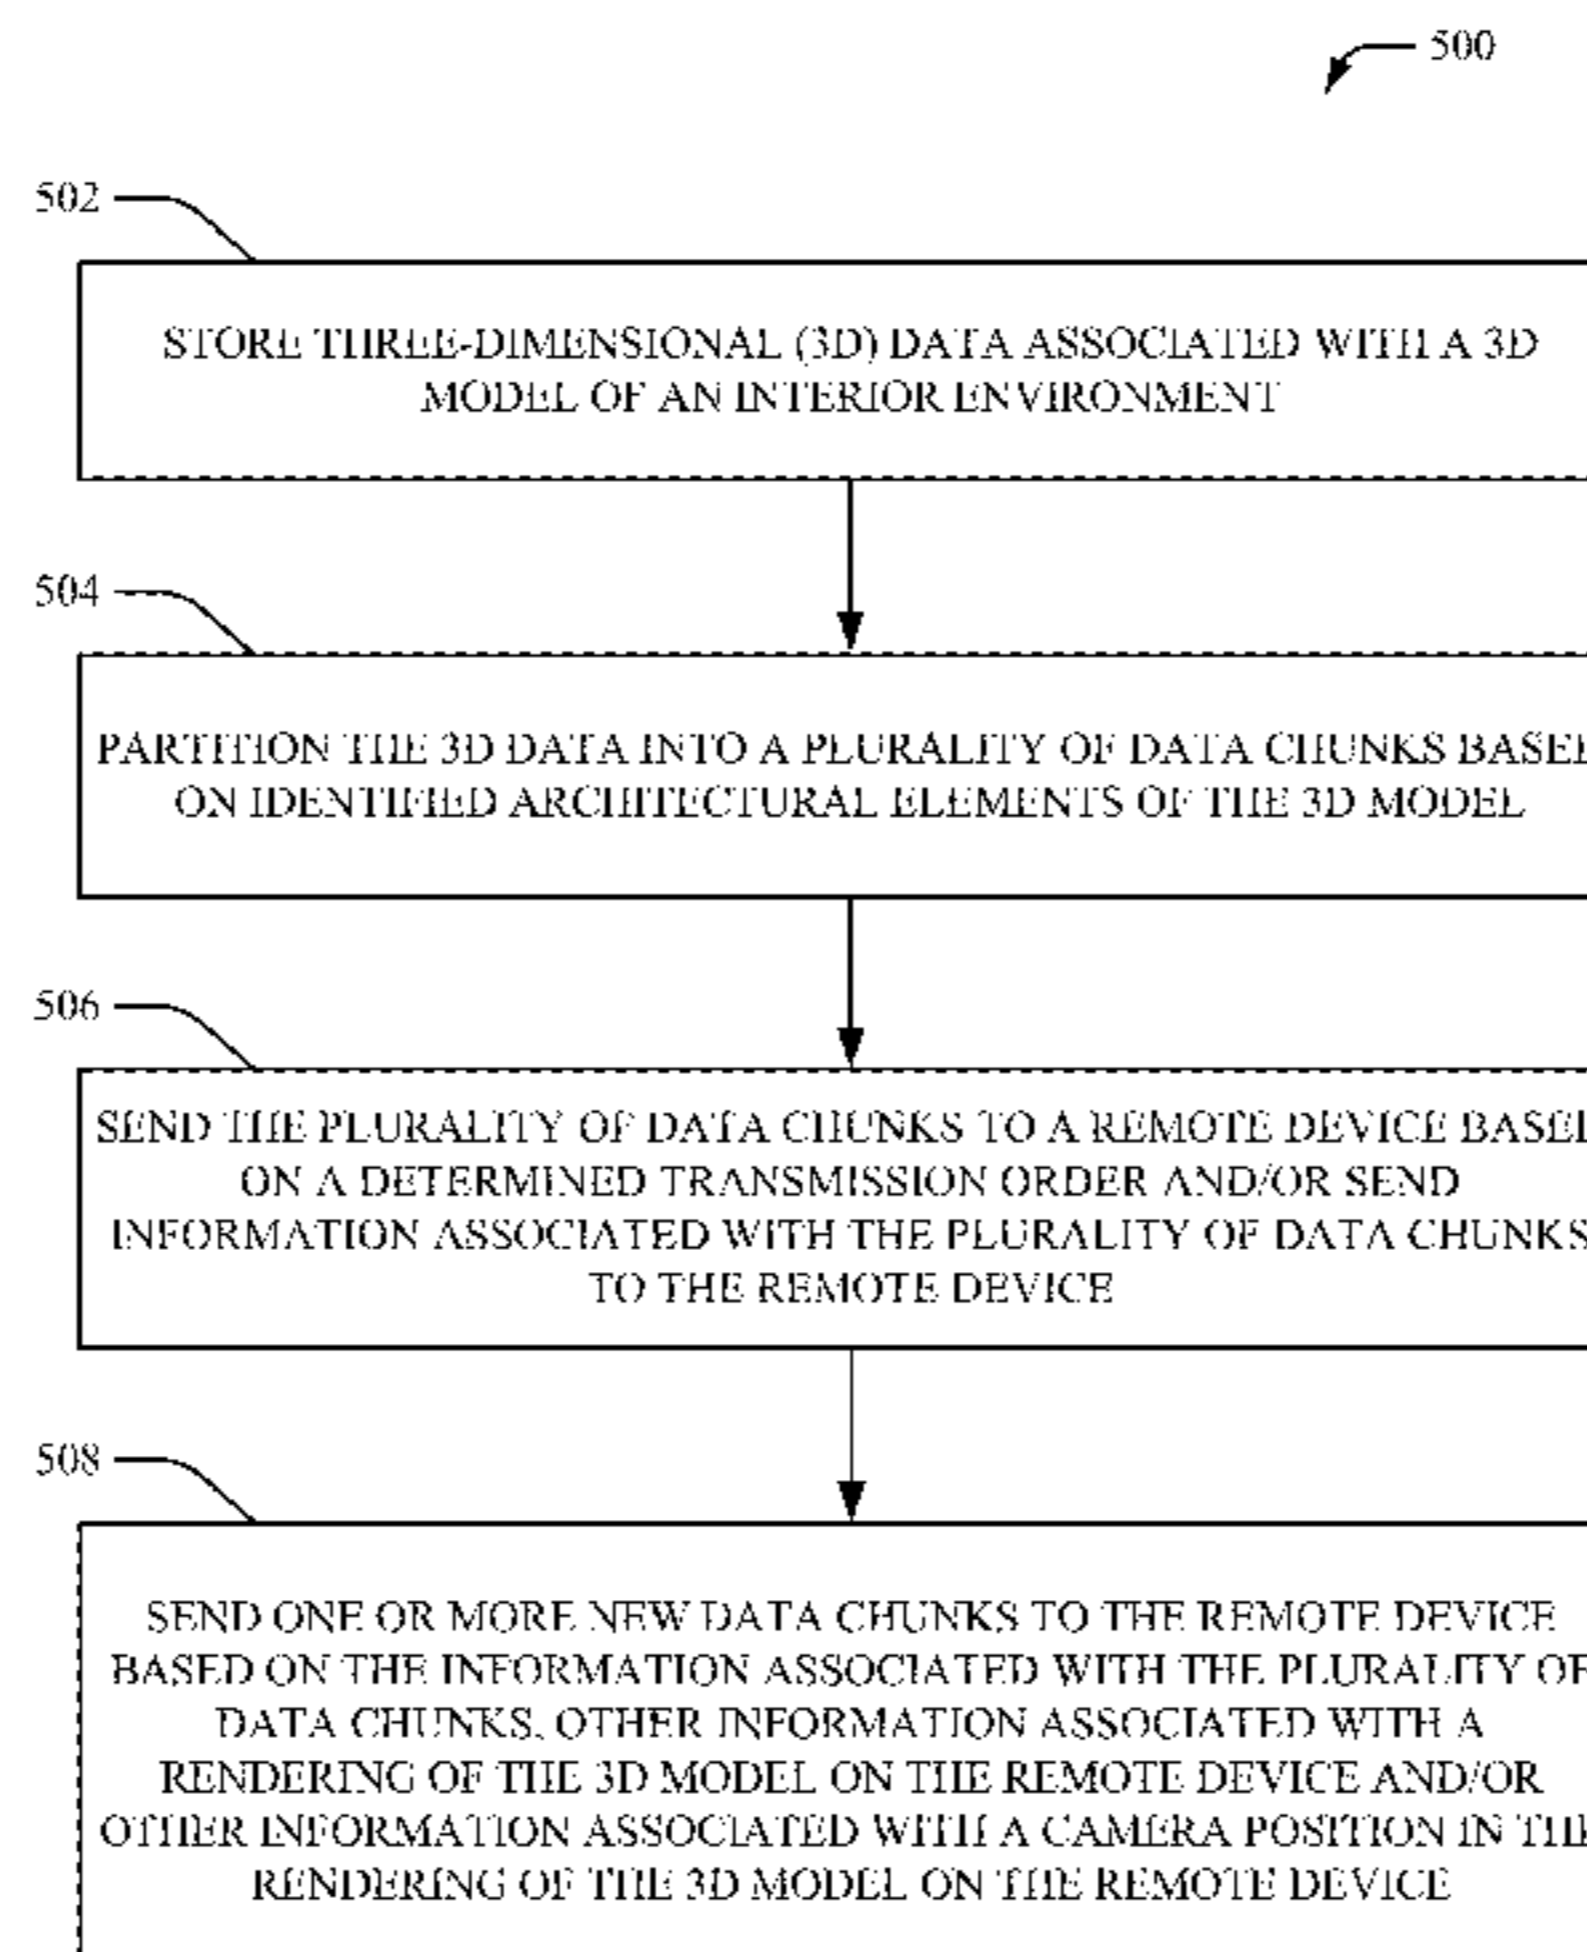 500
502
STORE THREE-DIMENSIONAL (3D) DATA ASSOCIATED WITH A 3D
MODEL OF AN INTERIOR ENVIRONMENT
504
PARTITION THE 3D DATA INTO A PLURALITY OF DATA CHUNKS BASED
ON IDENTIFIED ARCHITECTURAL ELEMENTS OF THE 3D MODEL
506
SEND THE PLURALITY OF DATA CHUNKS TO A REMOTE DEVICE BASED
ON A DETERMINED TRANSMISSION ORDER AND/OR SEND
INFORMATION ASSOCIATED WITH THE PLURALITY OF DATA CHUNKS
TO THE REMOTE DEVICE
508
SEND ONE OR MORE NEW DATA CHUNKS TO THE REMOTE DEVICE
BASED ON THE INFORMATION ASSOCIATED WITH THE PLURALITY OF
DATA CHUNKS, OTHER INFORMATION ASSOCIATED WITH A
RENDERING OF THE 3D MODEL ON THE REMOTE DEVICE AND/OR
OTHER INFORMATION ASSOCIATED WITH A CAMERA POSITION IN THE
RENDERING OF THE 3D MODEL ON THE REMOTE DEVICE